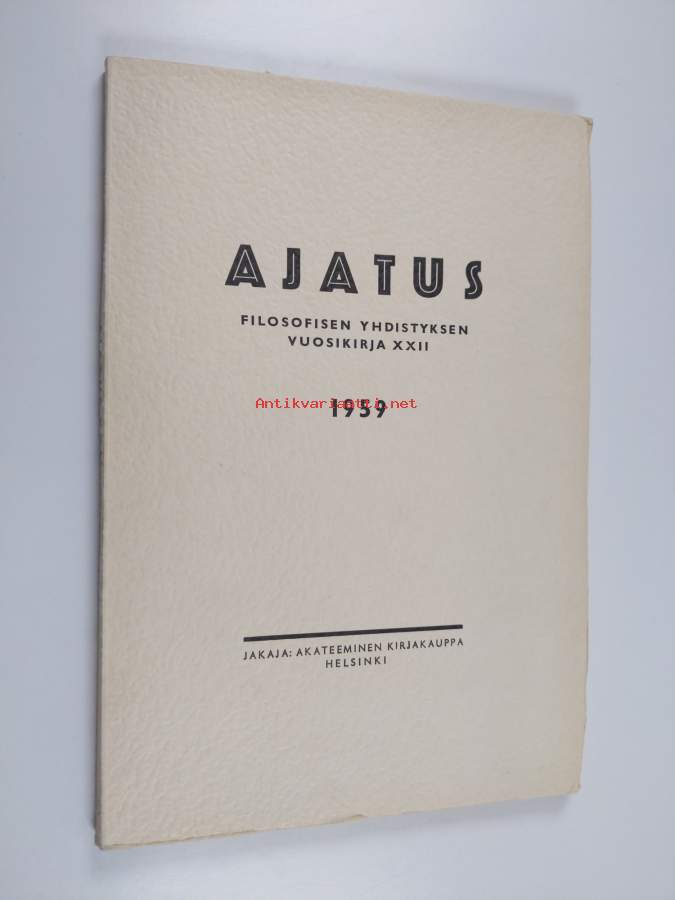 AJATUS
FILOSOFISEN YHDISTYKSEN
VUOSIKIRJA XXII
1959
Antikvariaatti.net
JAKAJA: AKATEEMINEN KIRJAKAUPPA
HELSINKI